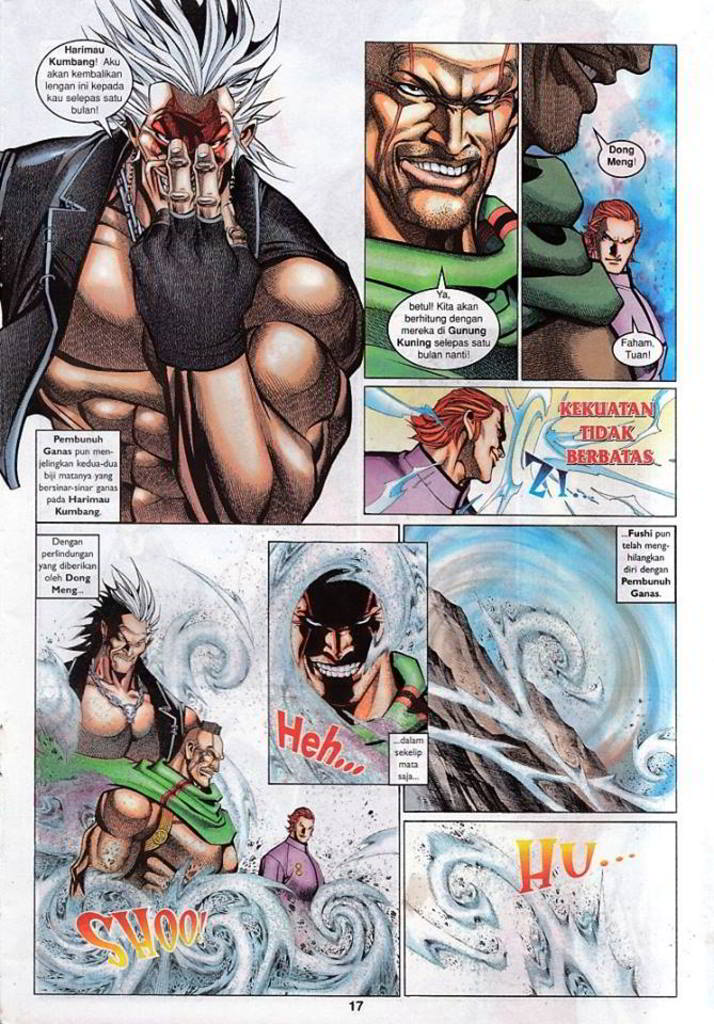 Harimau
Kumbang! Aku
akan kembalikan
lengan ini kepada
kau selepas satu
bulan!
Pembunuh
Ganas pun men-
jelingkan kedua-dua
biji matanya yang
bersinar-sinar ganas
pada Harimau
Kumbang.
Ya,
betul! Kita akan
berhitung dengan
mereka di Gunung
Kuning selepas satu
bulan nanti!
Dong
Meng!
Faham,
Tuan!
KEKUATAN
TIDAK
BERBATAS
ZI...
Dengan
perlindungan
yang diberikan
oleh Dong
Meng...
SHOO!
Heh...
...dalam
sekelip
mata
saja...
...Fushi pun
telah meng-
hilangkan
diri dengan
Pembunuh
Ganas.
HU...
17